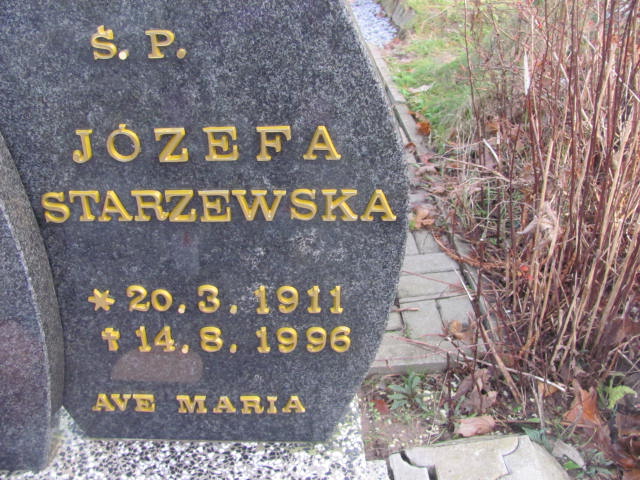 Ś. P.
JÓZEFA
STARZEWSKA
* 20. 3. 1911
✝ 14. 8. 1996
AVE MARIA